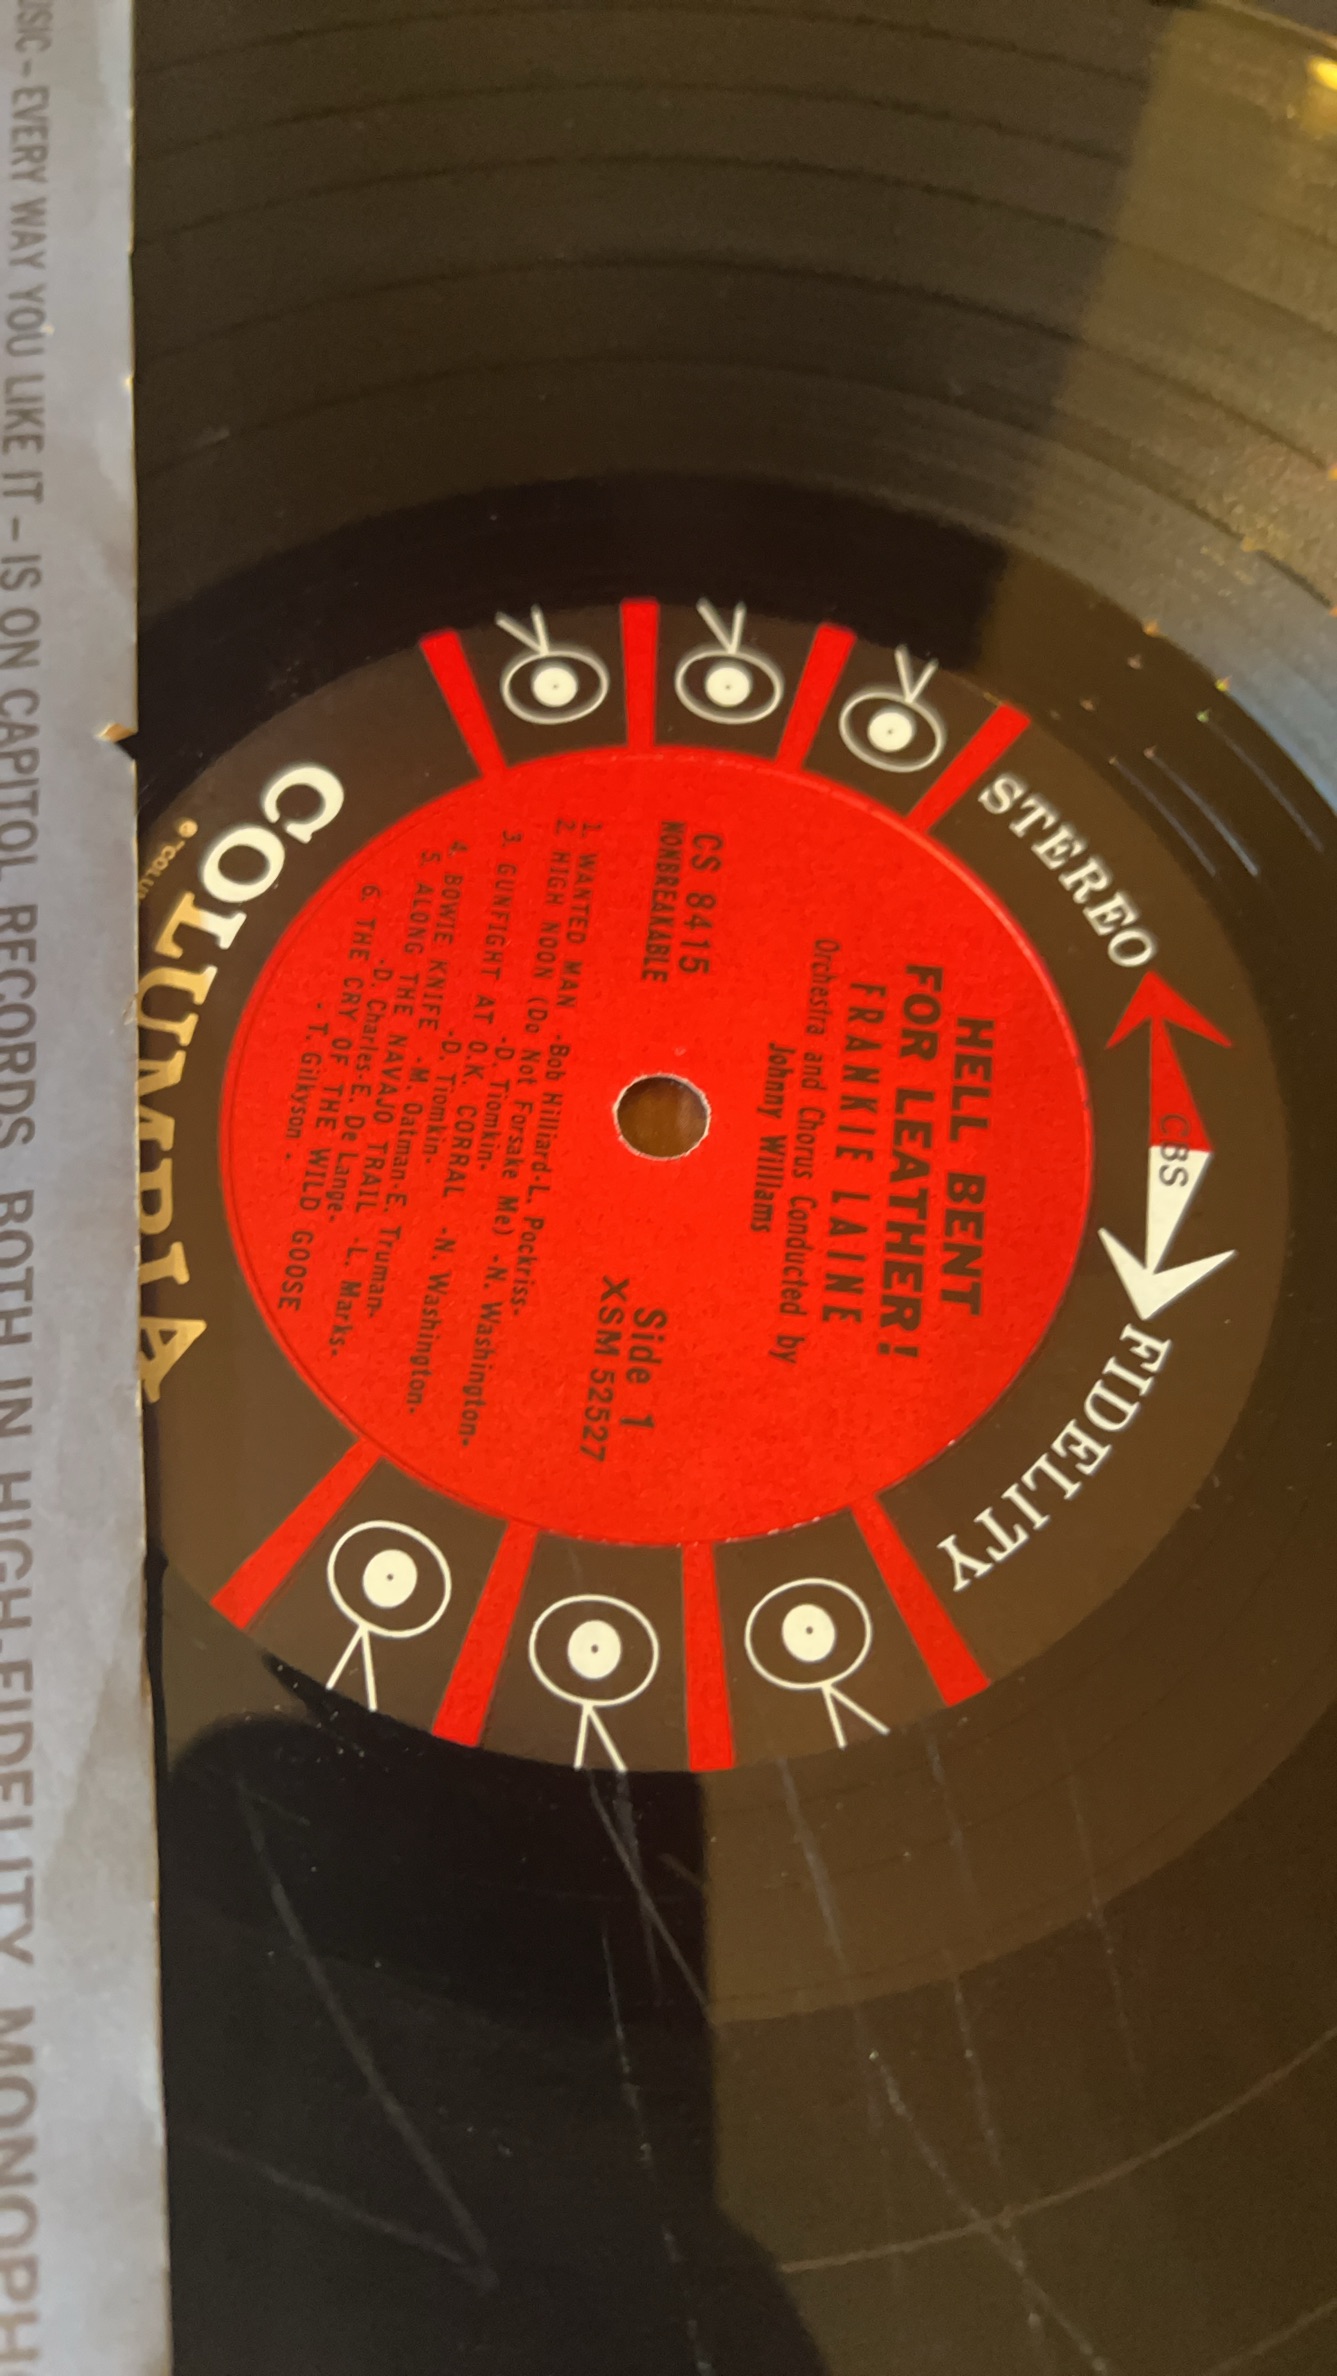 STEREO FIDELITY
CBS
HELL BENT
FOR LEATHER!
FRANKIE LAINE
Orchestra and Chorus Conducted by
Johnny Williams
CS 8415
NONBREAKABLE
Side 1
XSM 52527
1. WANTED MAN -Bob Hilliard-L. Pockriss-
2. HIGH NOON (Do Not Forsake Me) -N. Washington-
-D. Tiomkin-
3. GUNFIGHT AT O.K. CORRAL -N. Washington-
-D. Tiomkin-
4. BOWIE KNIFE -M. Oatman-E. Truman-
5. ALONG THE NAVAJO TRAIL -L. Marks-
-D. Charles-E. De Lange-
6. THE CRY OF THE WILD GOOSE
-T. Gilkyson-
COLUMBIA
EVERY WAY YOU LIKE IT - IS ON CAPITOL RECORDS BOTH IN HIGH-FIDELITY